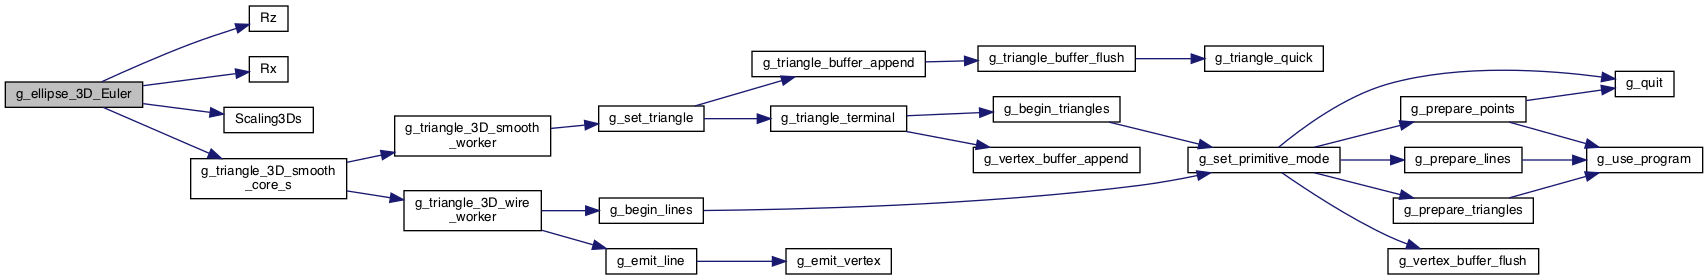 g_ellipse_3D_Euler
Rz
Rx
Scaling3Ds
g_triangle_3D_smooth
_core_s
g_triangle_3D_smooth
_worker
g_triangle_3D_wire
_worker
g_set_triangle
g_begin_lines
g_emit_line
g_triangle_buffer_append
g_triangle_terminal
g_emit_vertex
g_triangle_buffer_flush
g_begin_triangles
g_vertex_buffer_append
g_triangle_quick
g_set_primitive_mode
g_prepare_points
g_prepare_lines
g_prepare_triangles
g_vertex_buffer_flush
g_quit
g_use_program